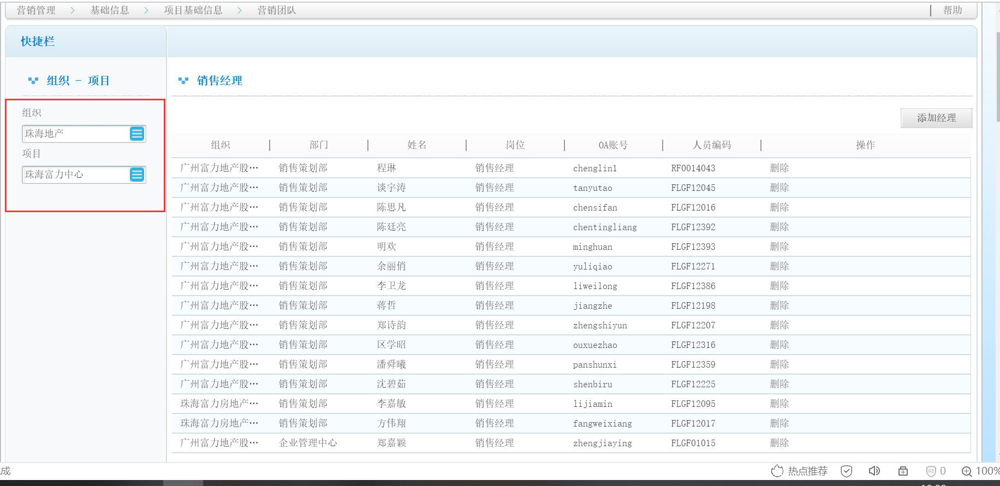 营销管理 > 基础信息 > 项目基础信息 > 营销团队 | 帮助
快捷栏
组织 - 项目
组织
珠海地产
项目
珠海富力中心
销售经理
添加经理
组织 | 部门 | 姓名 | 岗位 | OA账号 | 人员编码 | 操作
广州富力地产股… 销售策划部 程琳 销售经理 chenglin1 RF0014043 删除
广州富力地产股… 销售策划部 谈宇涛 销售经理 tanyutao FLGF12045 删除
广州富力地产股… 销售策划部 陈思凡 销售经理 chensifan FLGF12016 删除
广州富力地产股… 销售策划部 陈廷亮 销售经理 chentingliang FLGF12392 删除
广州富力地产股… 销售策划部 明欢 销售经理 minghuan FLGF12393 删除
广州富力地产股… 销售策划部 余丽俏 销售经理 yuliqiao FLGF12271 删除
广州富力地产股… 销售策划部 李卫龙 销售经理 liweilong FLGF12386 删除
广州富力地产股… 销售策划部 蒋哲 销售经理 jiangzhe FLGF12198 删除
广州富力地产股… 销售策划部 郑诗韵 销售经理 zhengshiyun FLGF12207 删除
广州富力地产股… 销售策划部 区学昭 销售经理 ouxuezhao FLGF12316 删除
广州富力地产股… 销售策划部 潘舜曦 销售经理 panshunxi FLGF12359 删除
广州富力地产股… 销售策划部 沈碧茹 销售经理 shenbiru FLGF12225 删除
珠海富力房地产… 销售策划部 李嘉敏 销售经理 lijiamin FLGF12095 删除
珠海富力房地产… 销售策划部 方伟翔 销售经理 fangweixiang FLGF12017 删除
广州富力地产股… 企业管理中心 郑嘉颖 销售经理 zhengjiaying FLGF01015 删除
成 热点推荐 AD 0 100%